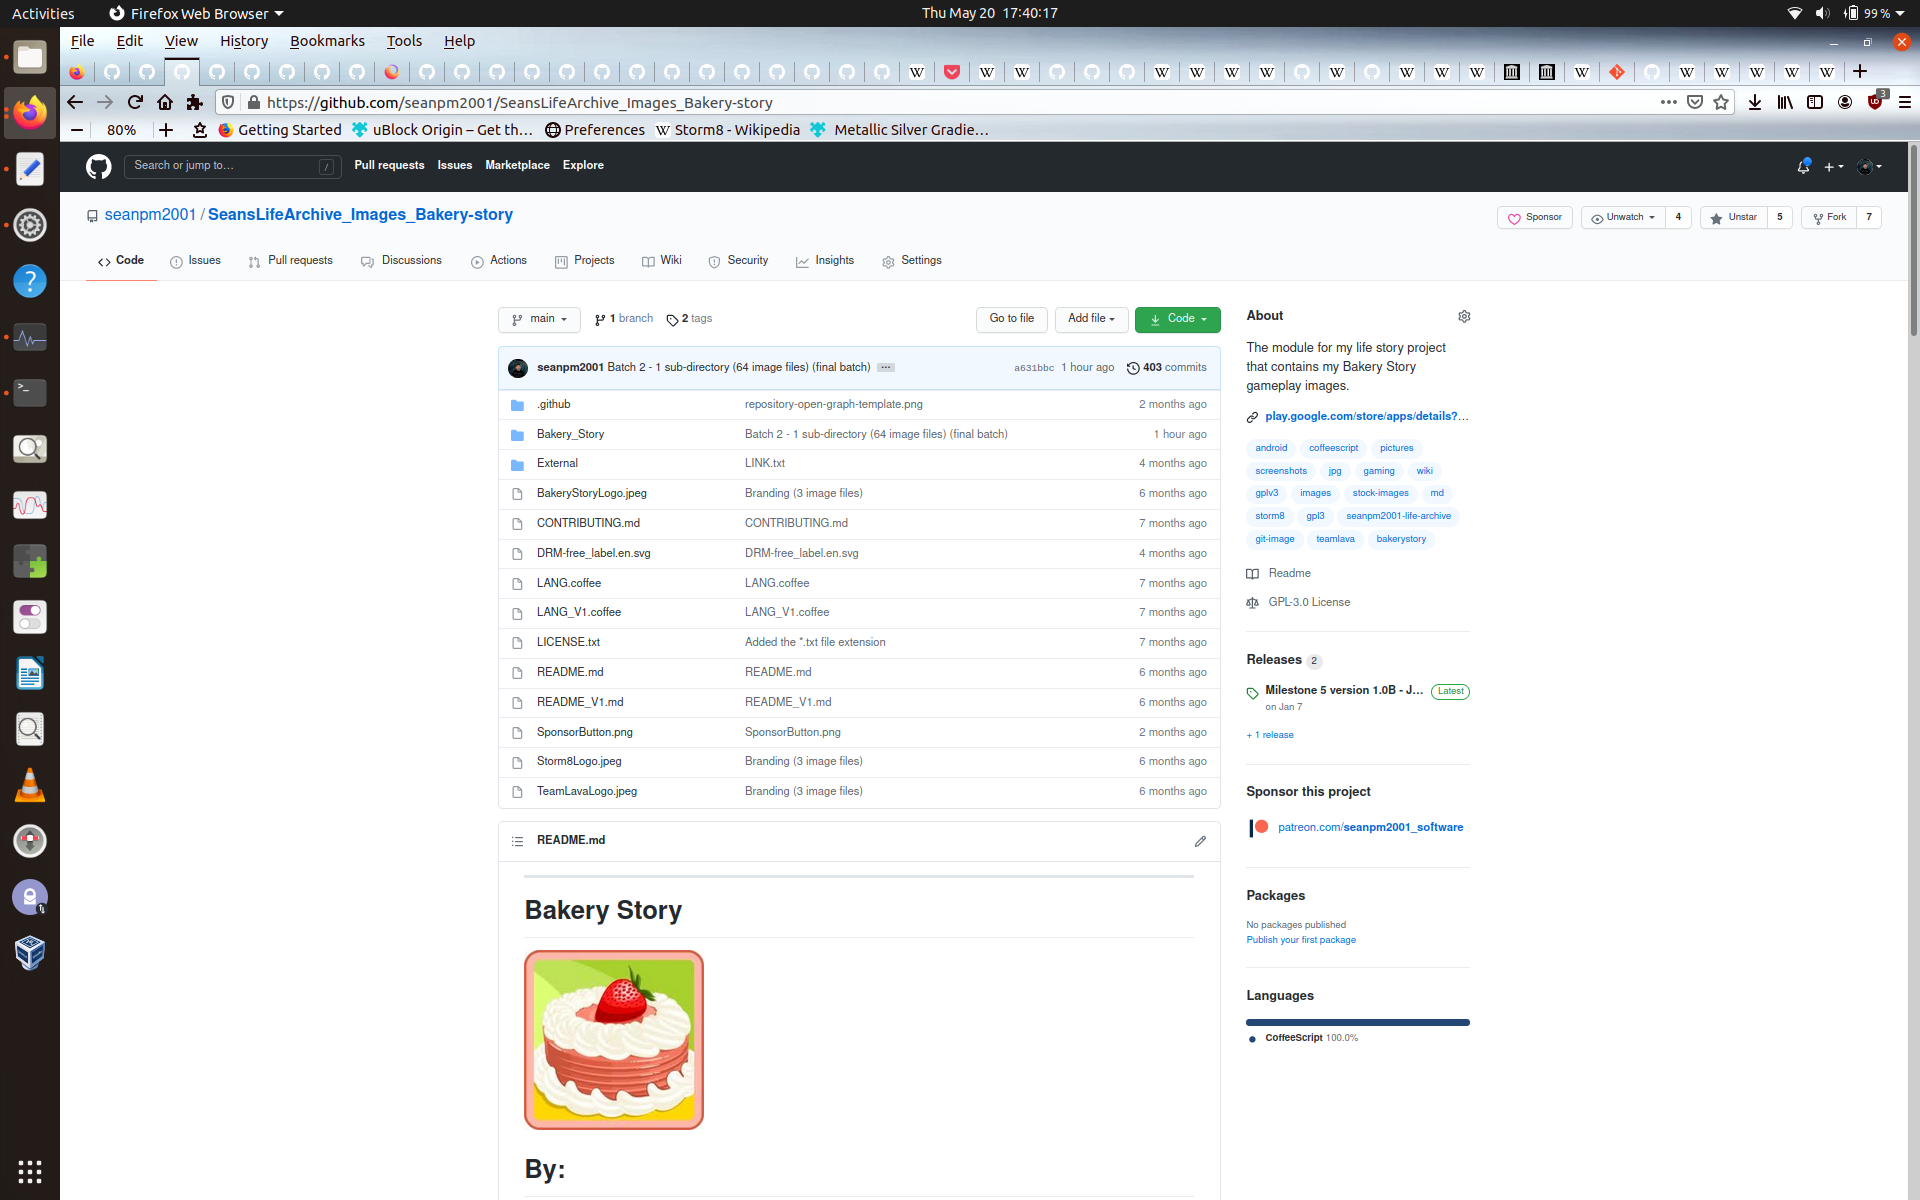 Activities Firefox Web Browser Thu May 20 17:40:17 99 %
File Edit View History Bookmarks Tools Help
https://github.com/seanpm2001/SeansLifeArchive_Images_Bakery-story 3
80% Getting Started uBlock Origin – Get th… Preferences Storm8 - Wikipedia Metallic Silver Gradie…
Search or jump to… / Pull requests Issues Marketplace Explore
seanpm2001 / SeansLifeArchive_Images_Bakery-story Sponsor Unwatch 4 Unstar 5 Fork 7
Code Issues Pull requests Discussions Actions Projects Wiki Security Insights Settings
main 1 branch 2 tags Go to file Add file Code
seanpm2001 Batch 2 - 1 sub-directory (64 image files) (final batch) … a631bbc 1 hour ago 403 commits
.github repository-open-graph-template.png 2 months ago
Bakery_Story Batch 2 - 1 sub-directory (64 image files) (final batch) 1 hour ago
External LINK.txt 4 months ago
BakeryStoryLogo.jpeg Branding (3 image files) 6 months ago
CONTRIBUTING.md CONTRIBUTING.md 7 months ago
DRM-free_label.en.svg DRM-free_label.en.svg 4 months ago
LANG.coffee LANG.coffee 7 months ago
LANG_V1.coffee LANG_V1.coffee 7 months ago
LICENSE.txt Added the *.txt file extension 7 months ago
README.md README.md 6 months ago
README_V1.md README_V1.md 6 months ago
SponsorButton.png SponsorButton.png 2 months ago
Storm8Logo.jpeg Branding (3 image files) 6 months ago
TeamLavaLogo.jpeg Branding (3 image files) 6 months ago
README.md
Bakery Story
By:
About
The module for my life story project
that contains my Bakery Story
gameplay images.
play.google.com/store/apps/details?…
android coffeescript pictures
screenshots jpg gaming wiki
gplv3 images stock-images md
storm8 gpl3 seanpm2001-life-archive
git-image teamlava bakerystory
Readme
GPL-3.0 License
Releases 2
Milestone 5 version 1.0B - J… Latest
on Jan 7
+ 1 release
Sponsor this project
patreon.com/seanpm2001_software
Packages
No packages published
Publish your first package
Languages
CoffeeScript 100.0%